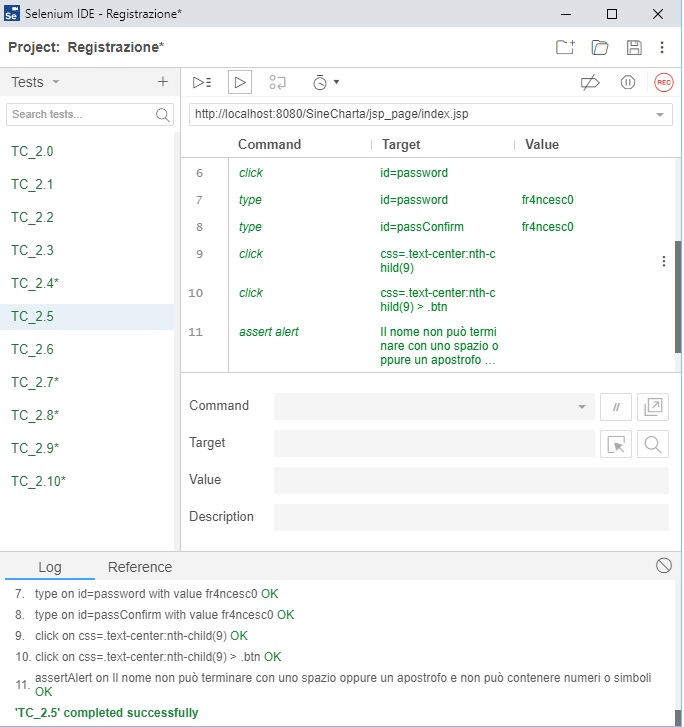 Se Selenium IDE - Registrazione*
Project: Registrazione*
Tests
REC
Search tests...
http://localhost:8080/SineCharta/jsp_page/index.jsp
Command Target Value
TC_2.0
TC_2.1
TC_2.2
TC_2.3
TC_2.4*
TC_2.5
TC_2.6
TC_2.7*
TC_2.8*
TC_2.9*
TC_2.10*
6 click id=password
7 type id=password fr4ncesc0
8 type id=passConfirm fr4ncesc0
9 click css=.text-center:nth-c
hild(9)
10 click css=.text-center:nth-c
hild(9) > .btn
11 assert alert Il nome non può termi
nare con uno spazio o
ppure un apostrofo ...
Command
//
Target
Value
Description
Log Reference
7. type on id=password with value fr4ncesc0 OK
8. type on id=passConfirm with value fr4ncesc0 OK
9. click on css=.text-center:nth-child(9) OK
10. click on css=.text-center:nth-child(9) > .btn OK
11. assertAlert on Il nome non può terminare con uno spazio oppure un apostrofo e non può contenere numeri o simboli
OK
'TC_2.5' completed successfully